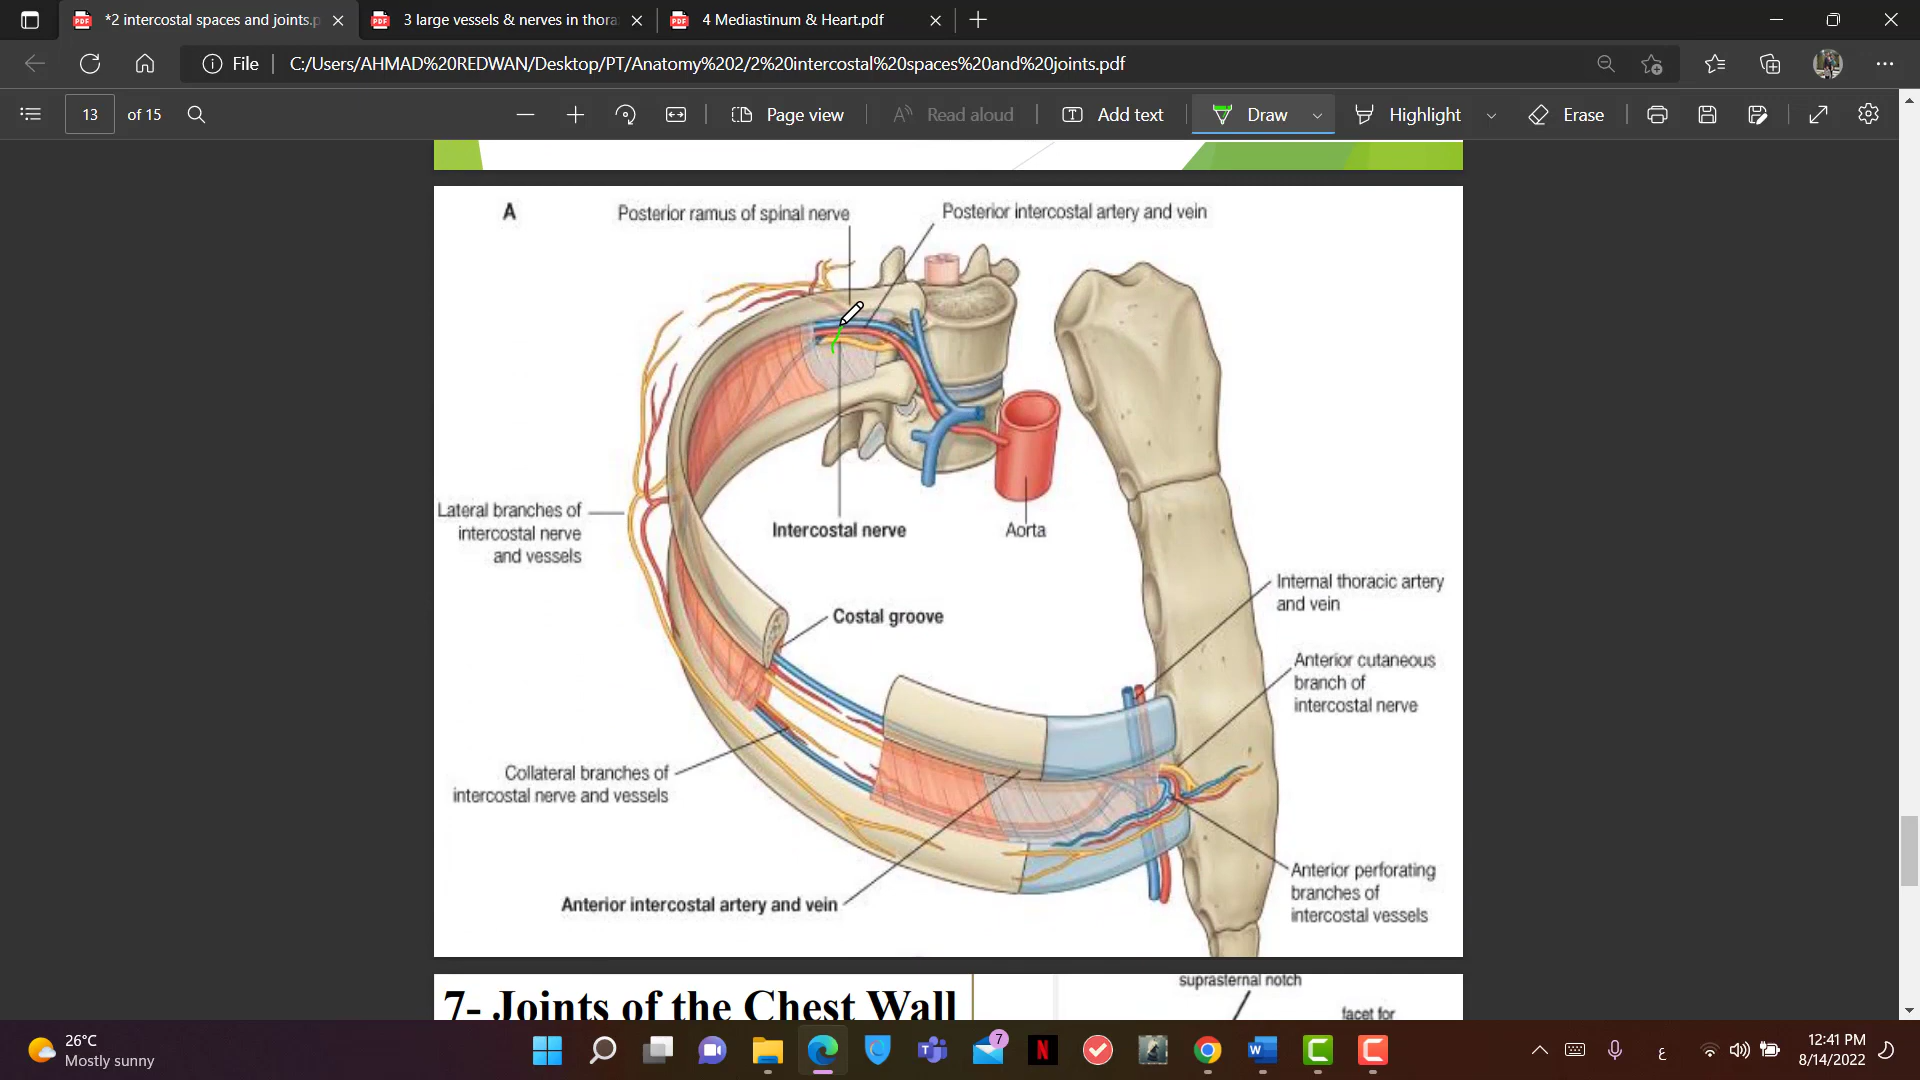 *2 intercostal spaces and joints.p
3 large vessels & nerves in thora
4 Mediastinum & Heart.pdf
File
C:/Users/AHMAD%20REDWAN/Desktop/PT/Anatomy%202/2%20intercostal%20spaces%20and%20joints.pdf
13 of 15
Page view
Read aloud
Add text
Draw
Highlight
Erase
A
Posterior ramus of spinal nerve
Posterior intercostal artery and vein
Lateral branches of
intercostal nerve
and vessels
Intercostal nerve
Aorta
Internal thoracic artery
and vein
Costal groove
Anterior cutaneous
branch of
intercostal nerve
Collateral branches of
intercostal nerve and vessels
Anterior intercostal artery and vein
Anterior perforating
branches of
intercostal vessels
7- Joints of the Chest Wall
suprasternal notch
facet for
26°C
Mostly sunny
7
ع
12:41 PM
8/14/2022